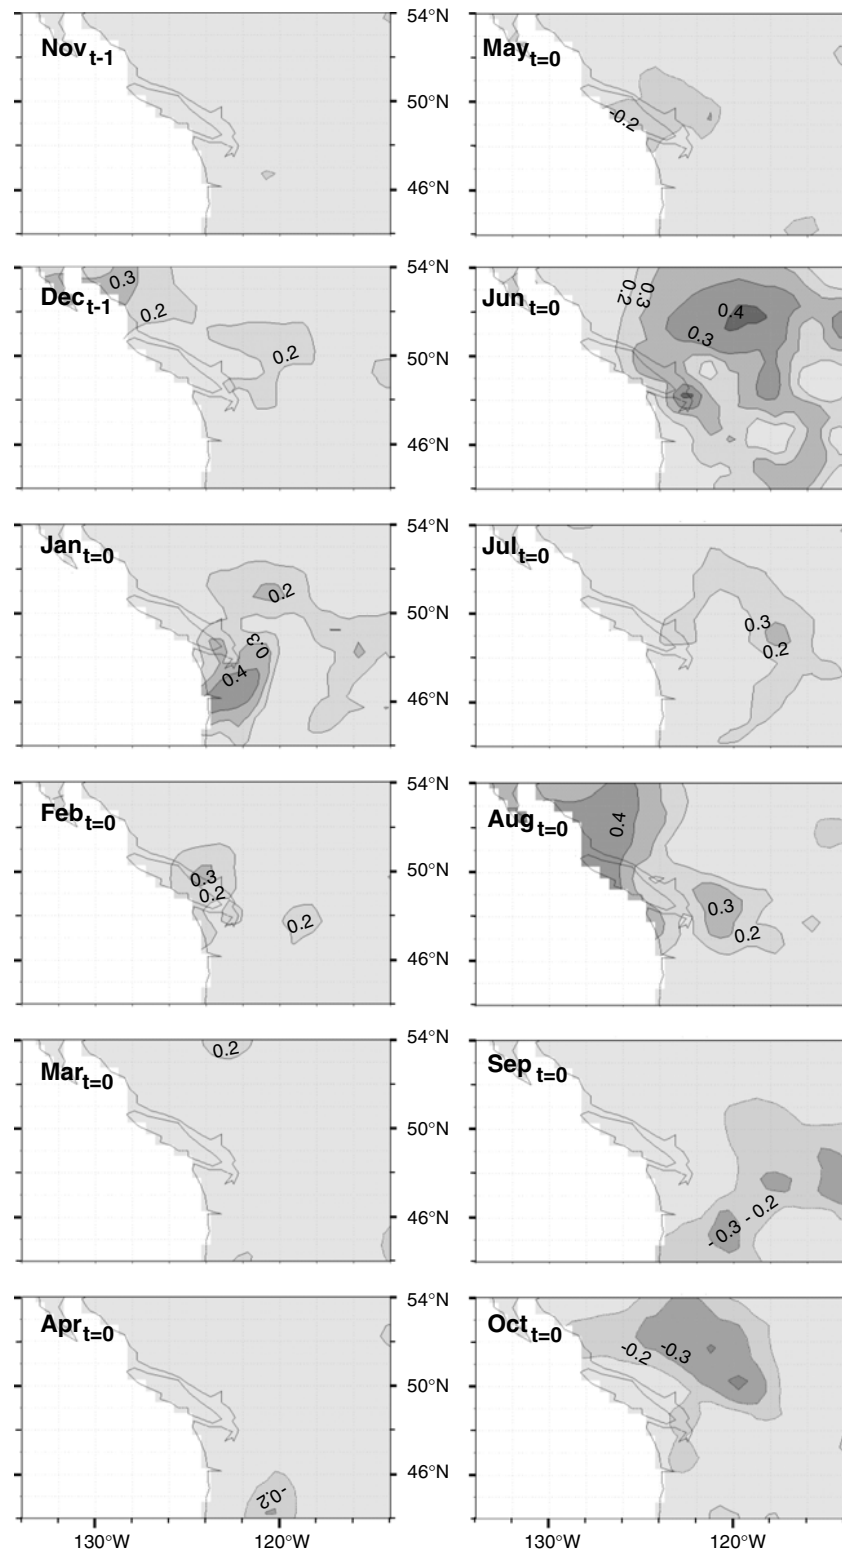 54°N
Nov t-1
May t=0
50°N
-0.2
46°N
54°N
0.3
Dec t-1
0.2
0.2
0.2
0.3
Jun t=0
0.4
0.3
50°N
46°N
54°N
Jan t=0
Jul t=0
0.2
50°N
0.3
0.4
0.3
0.2
46°N
54°N
Feb t=0
Aug t=0
0.4
50°N
0.3
0.2
0.2
0.3
0.2
46°N
54°N
0.2
Mar t=0
Sep t=0
50°N
46°N
- 0.3
- 0.2
54°N
Apr t=0
Oct t=0
-0.2
-0.3
50°N
46°N
-0.2
130°W
120°W
130°W
120°W